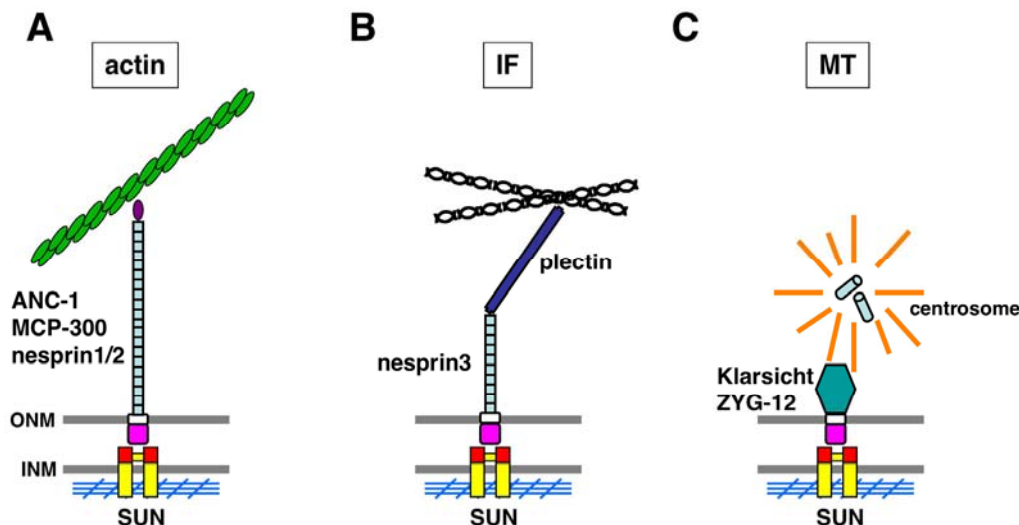 A
actin
ANC-1
MCP-300
nesprin1/2
ONM
INM
SUN
B
IF
plectin
nesprin3
SUN
C
MT
centrosome
Klarsicht
ZYG-12
SUN